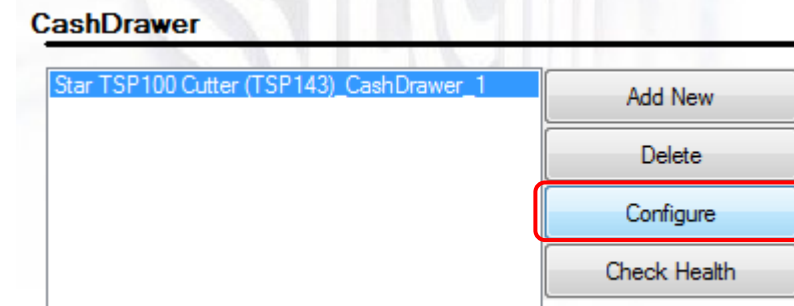 CashDrawer
Star TSP100 Cutter (TSP143)_CashDrawer_1
Add New
Delete
Configure
Check Health